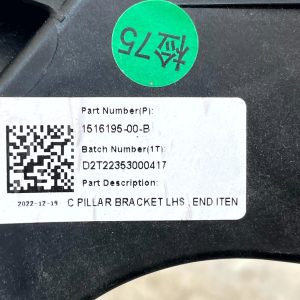 检75
Part Number(P):
1516195-00-B
Batch Number(1T):
D2T22353000417
Part Description:
2022-12-19 C PILLAR BRACKET LHS , END ITEN